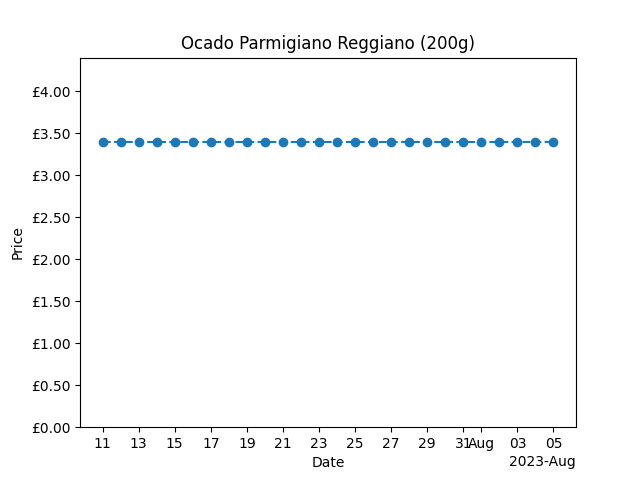 Ocado Parmigiano Reggiano (200g)
£4.00
£3.50
£3.00
£2.50
£2.00
£1.50
£1.00
£0.50
£0.00
Price
11 13 15 17 19 21 23 25 27 29 31 Aug 03 05
Date
2023-Aug